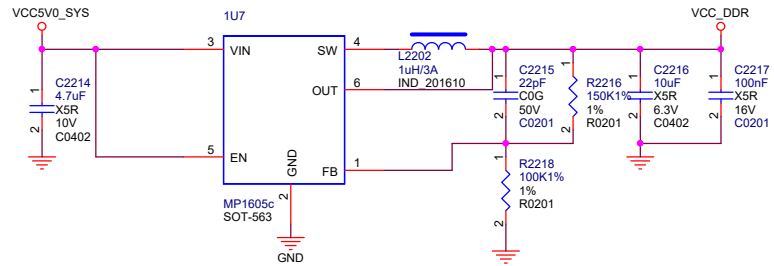 VCC5V0_SYS
1U7
VCC_DDR
3
VIN
SW
4
L2202
1uH/3A
IND_201610
OUT
6
5
EN
GND
FB
1
2
MP1605c
SOT-563
GND
1
C2214
4.7uF
X5R
10V
C0402
2
1
C2215
22pF
C0G
50V
C0201
2
1
R2216
150K1%
1%
R0201
2
1
C2216
10uF
X5R
6.3V
C0402
2
1
C2217
100nF
X5R
16V
C0201
2
1
R2218
100K1%
1%
R0201
2